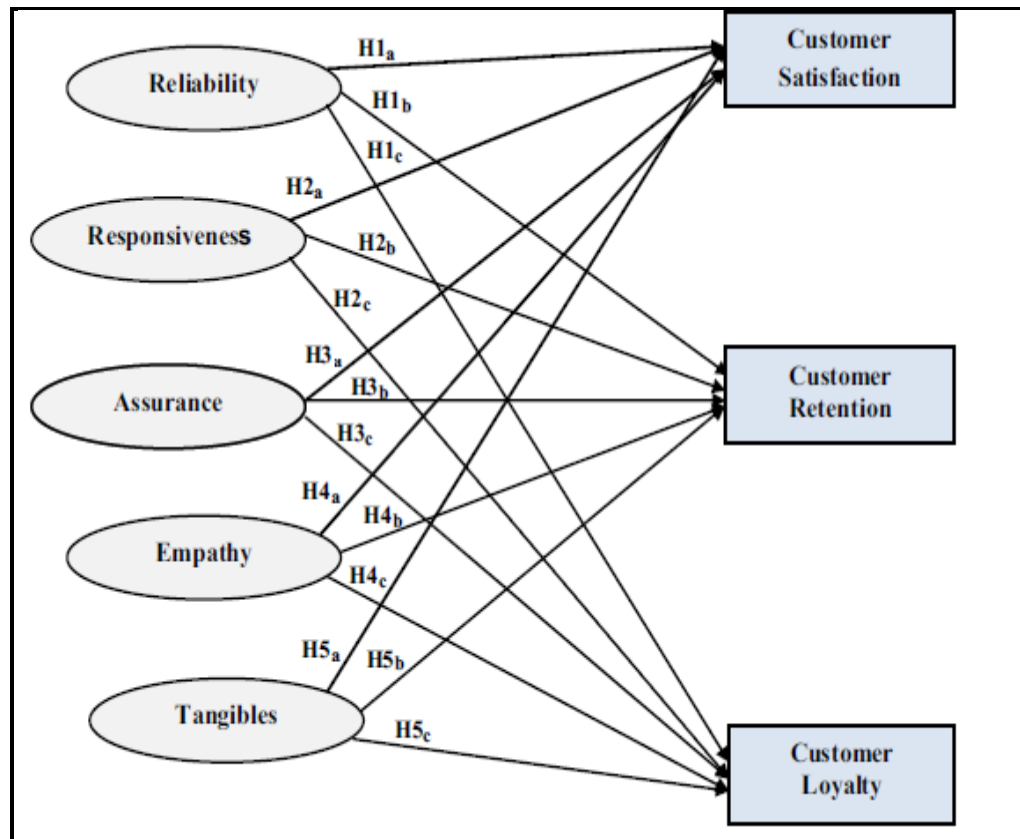 Customer
Satisfaction
H1a
Reliability
H1b
H1c
H2a
Responsiveness
H2b
H2c
H3a
H3b
Assurance
Customer
Retention
H3c
H4a
H4b
Empathy
H4c
H5a
H5b
Tangibles
H5c
Customer
Loyalty